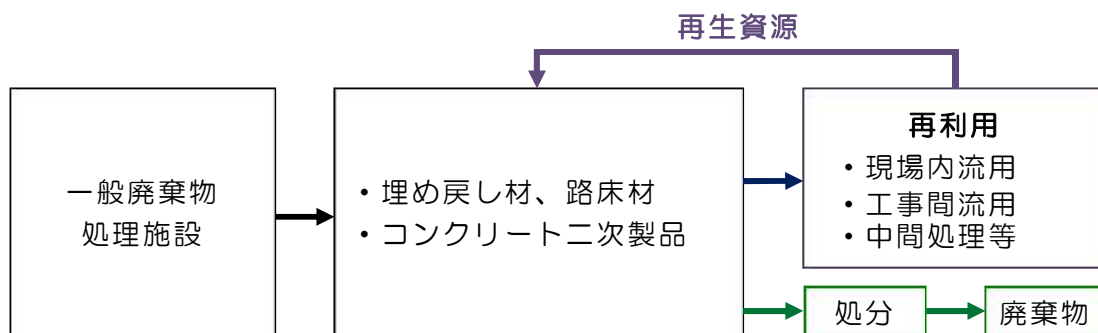 再生資源
一般廃棄物
処理施設
・埋め戻し材、路床材
・コンクリート二次製品
再利用
・現場内流用
・工事間流用
・中間処理等
処分
廃棄物